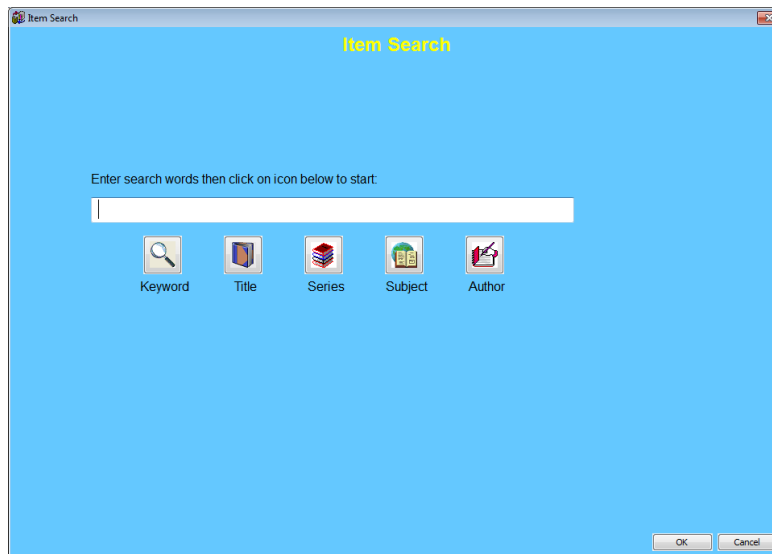 Item Search
Item Search
Enter search words then click on icon below to start:
Keyword Title Series Subject Author
OK Cancel